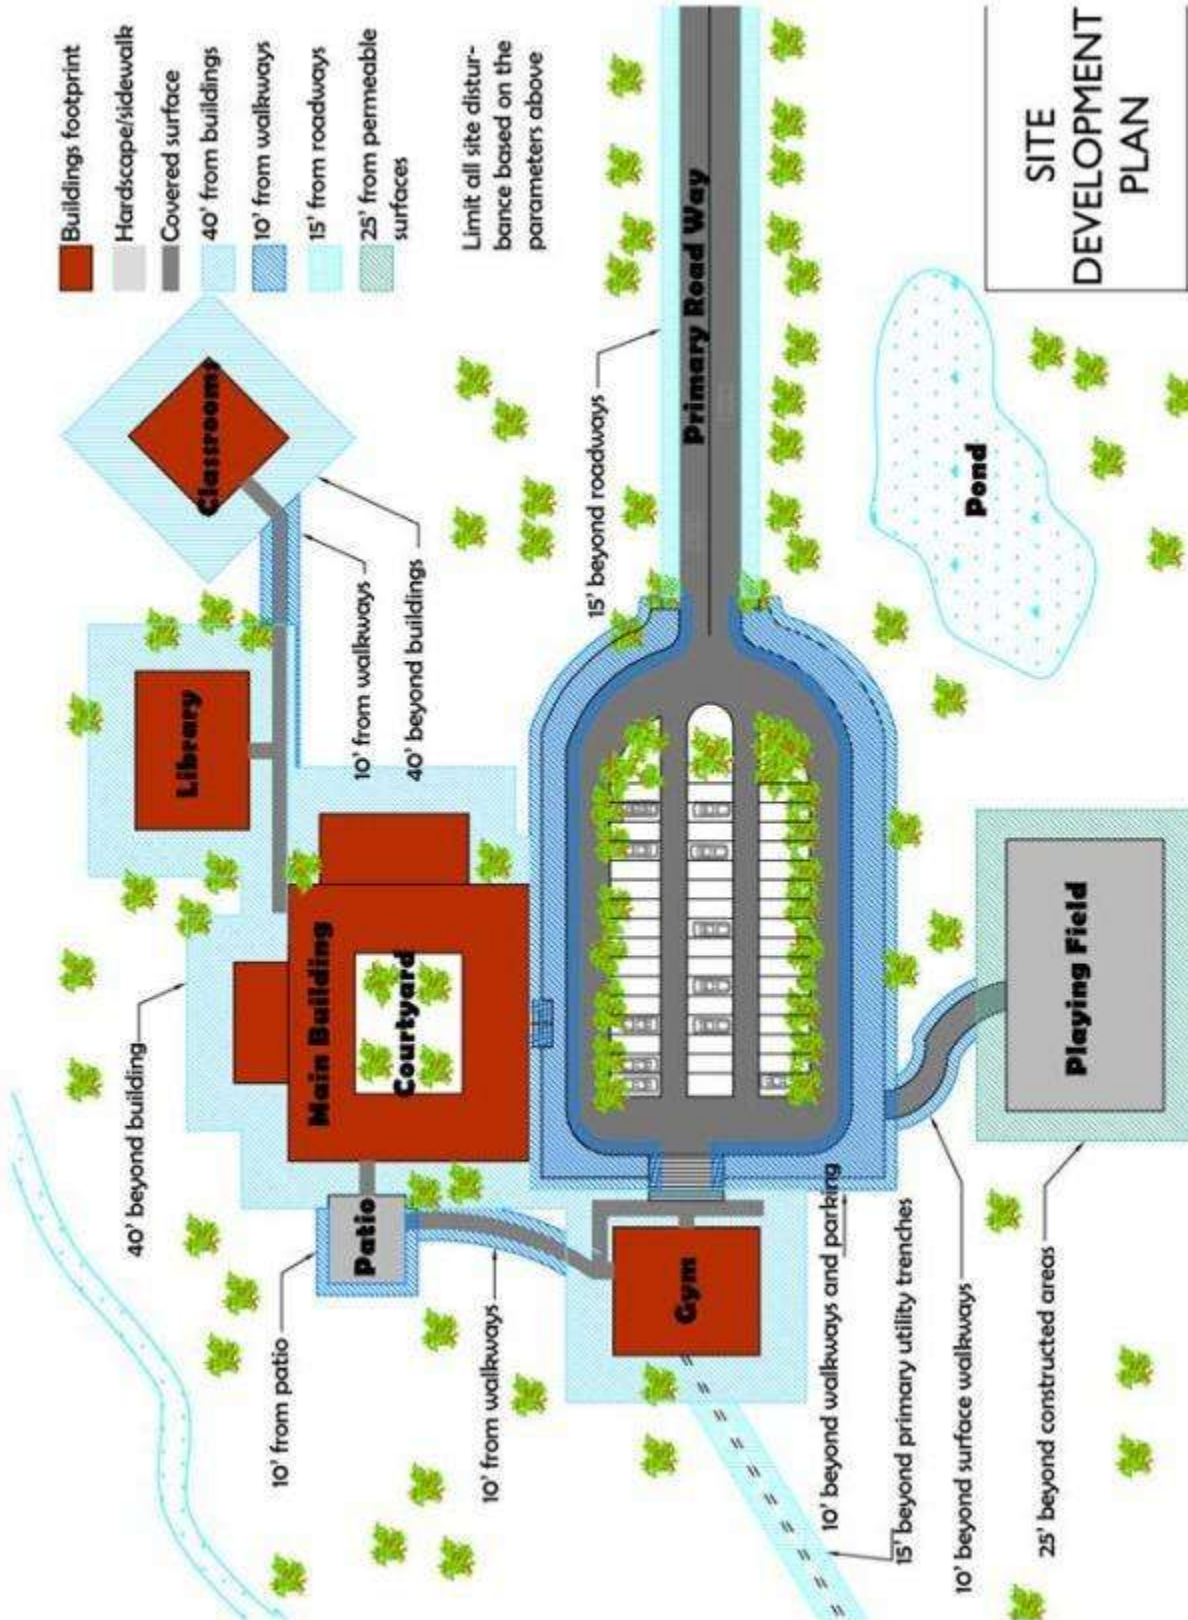 Buildings footprint
Hardscape/sidewalk
Covered surface
40' from buildings
10' from walkways
15' from roadways
25' from permeable
surfaces
Limit all site distur-
bance based on the
parameters above
SITE
DEVELOPMENT
PLAN
Classrooms
Library
10' from walkways
40' beyond buildings
15' beyond roadways
Primary Road Way
Pond
Main Building
Courtyard
40' beyond building
Patio
10' from patio
10' from walkways
Gym
Playing Field
10' beyond walkways and parking
15' beyond primary utility trenches
10' beyond surface walkways
25' beyond constructed areas